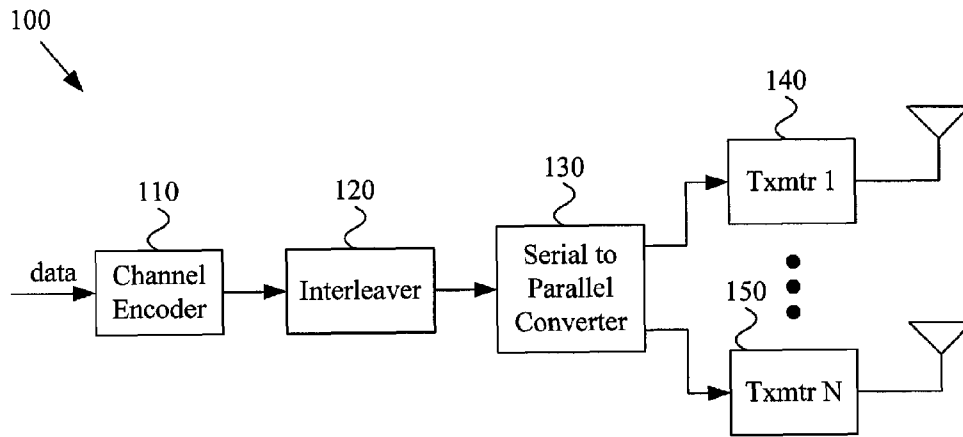 100
140
Txmtr 1
130
110
120
Serial to
Parallel
Converter
data
Channel
Encoder
Interleaver
150
Txmtr N